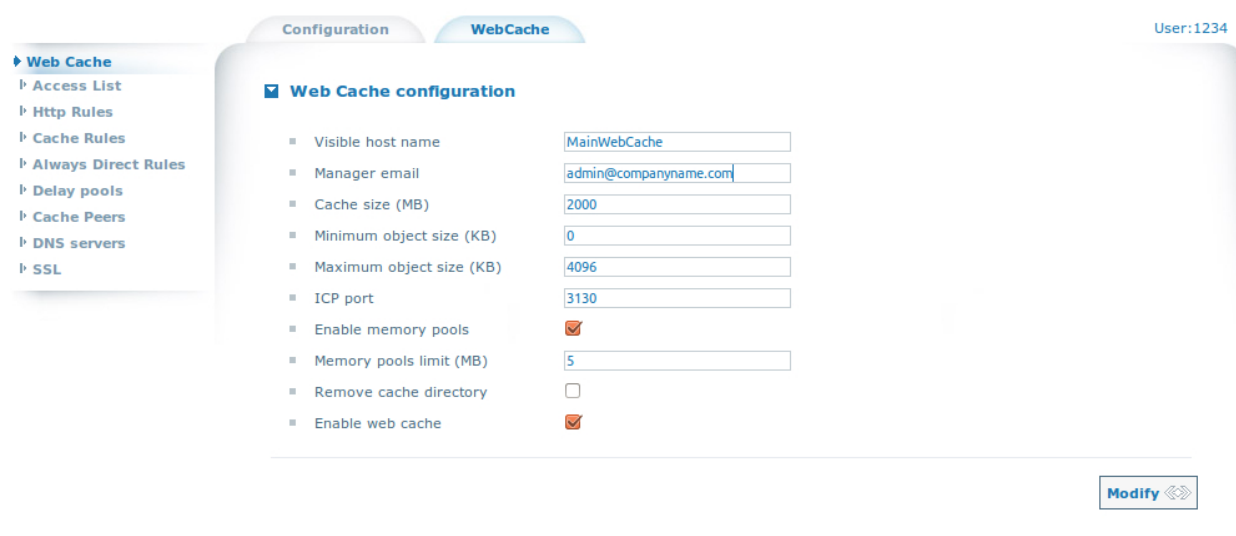 Configuration WebCache User:1234
Web Cache
Access List
Http Rules
Cache Rules
Always Direct Rules
Delay pools
Cache Peers
DNS servers
SSL
Web Cache configuration
Visible host name MainWebCache
Manager email admin@companyname.com
Cache size (MB) 2000
Minimum object size (KB) 0
Maximum object size (KB) 4096
ICP port 3130
Enable memory pools
Memory pools limit (MB) 5
Remove cache directory
Enable web cache
Modify